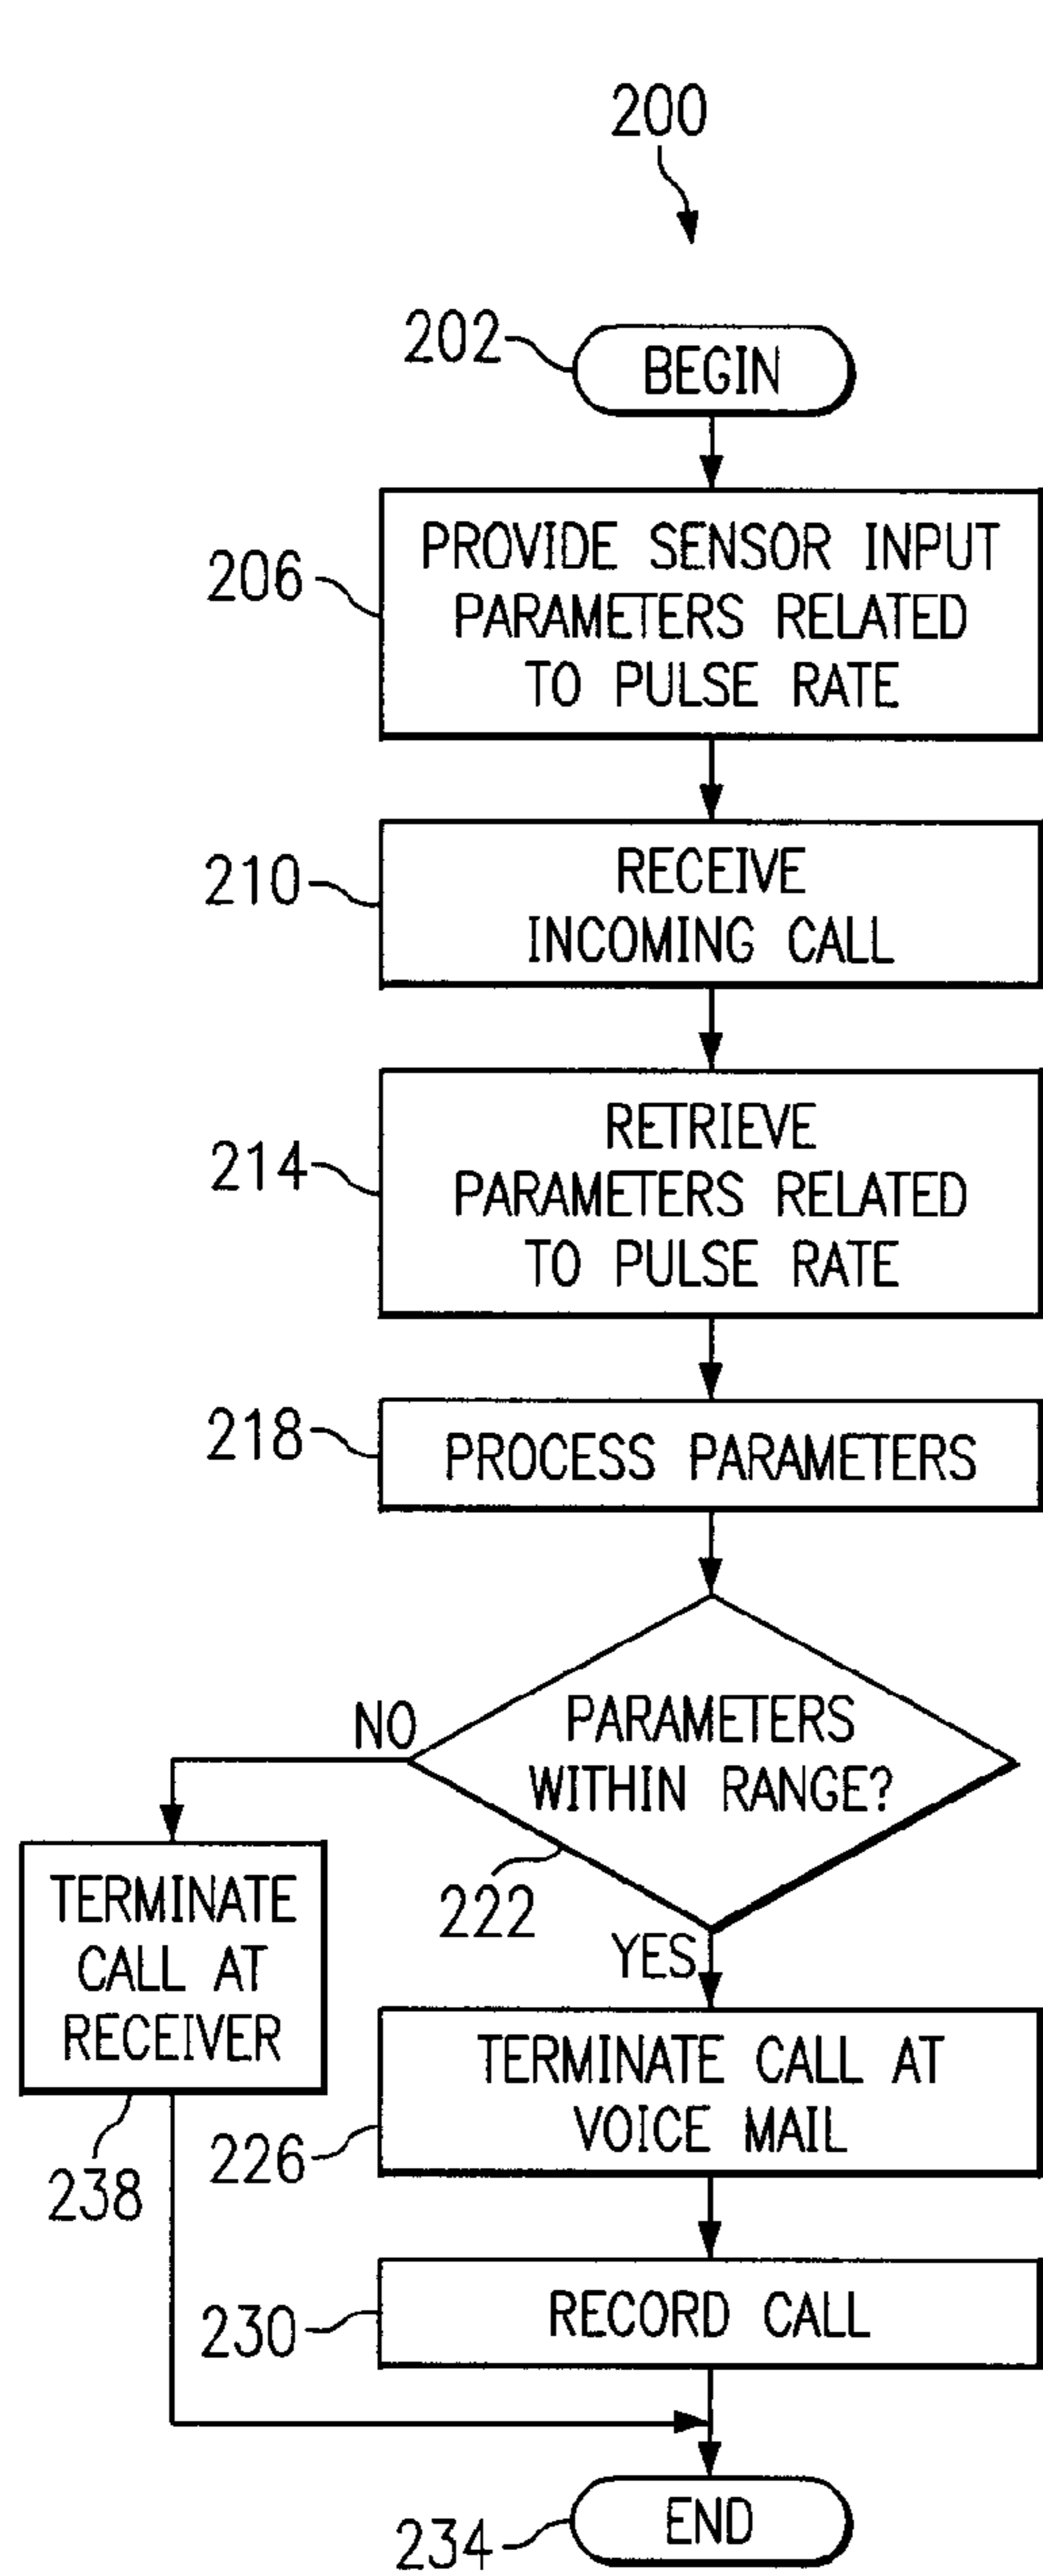 200
202
BEGIN
206
PROVIDE SENSOR INPUT
PARAMETERS RELATED
TO PULSE RATE
210
RECEIVE
INCOMING CALL
214
RETRIEVE
PARAMETERS RELATED
TO PULSE RATE
218
PROCESS PARAMETERS
NO
PARAMETERS
WITHIN RANGE?
222
YES
TERMINATE
CALL AT
RECEIVER
238
226
TERMINATE CALL AT
VOICE MAIL
230
RECORD CALL
234
END